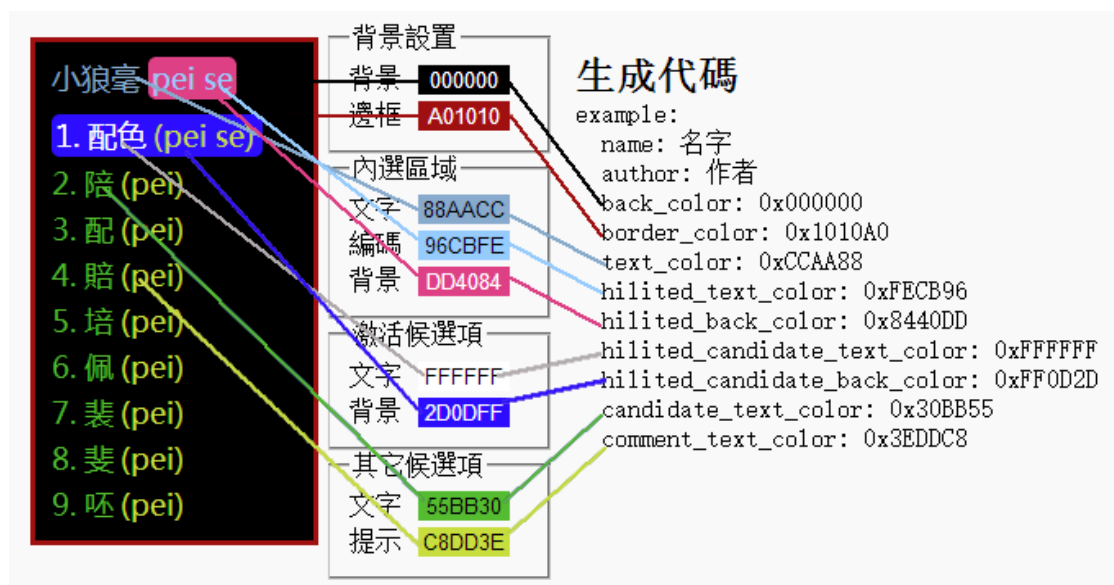 小狼毫 pei se
1. 配色 (pei se)
2. 陪 (pei)
3. 配 (pei)
4. 賠 (pei)
5. 培 (pei)
6. 佩 (pei)
7. 裴 (pei)
8. 斐 (pei)
9. 呸 (pei)
背景設置
背景 000000
邊框 A01010
內選區域
文字 88AACC
編碼 96CBFE
背景 DD4084
激活候選項
文字 FFFFFF
背景 2D0DFF
其它候選項
文字 55BB30
提示 C8DD3E
生成代碼
example:
name: 名字
author: 作者
back_color: 0x000000
border_color: 0x1010A0
text_color: 0xCCAA88
hilited_text_color: 0xFECB96
hilited_back_color: 0x8440DD
hilited_candidate_text_color: 0xFFFFFF
hilited_candidate_back_color: 0xFF0D2D
candidate_text_color: 0x30BB55
comment_text_color: 0x3EDDC8